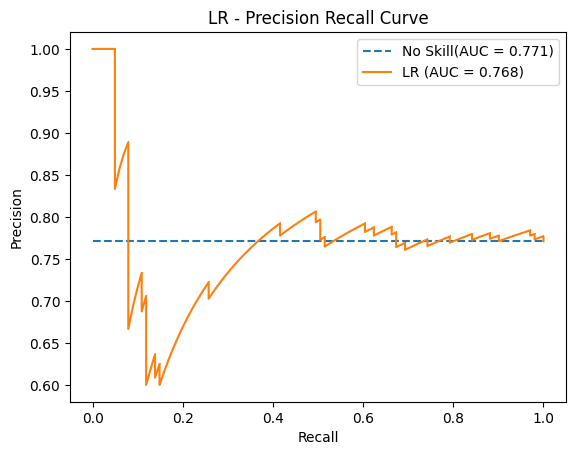 LR - Precision Recall Curve
No Skill(AUC = 0.771)
LR (AUC = 0.768)
1.00
0.95
0.90
0.85
0.80
0.75
0.70
0.65
0.60
Precision
0.0 0.2 0.4 0.6 0.8 1.0
Recall